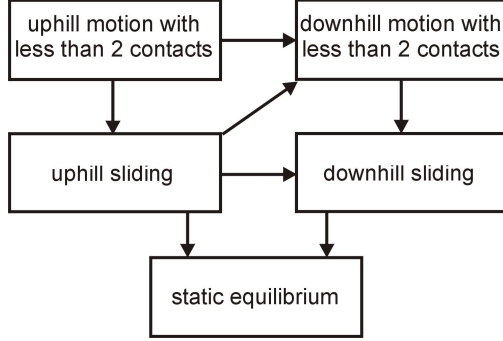 uphill motion with
less than 2 contacts
downhill motion with
less than 2 contacts
uphill sliding
downhill sliding
static equilibrium